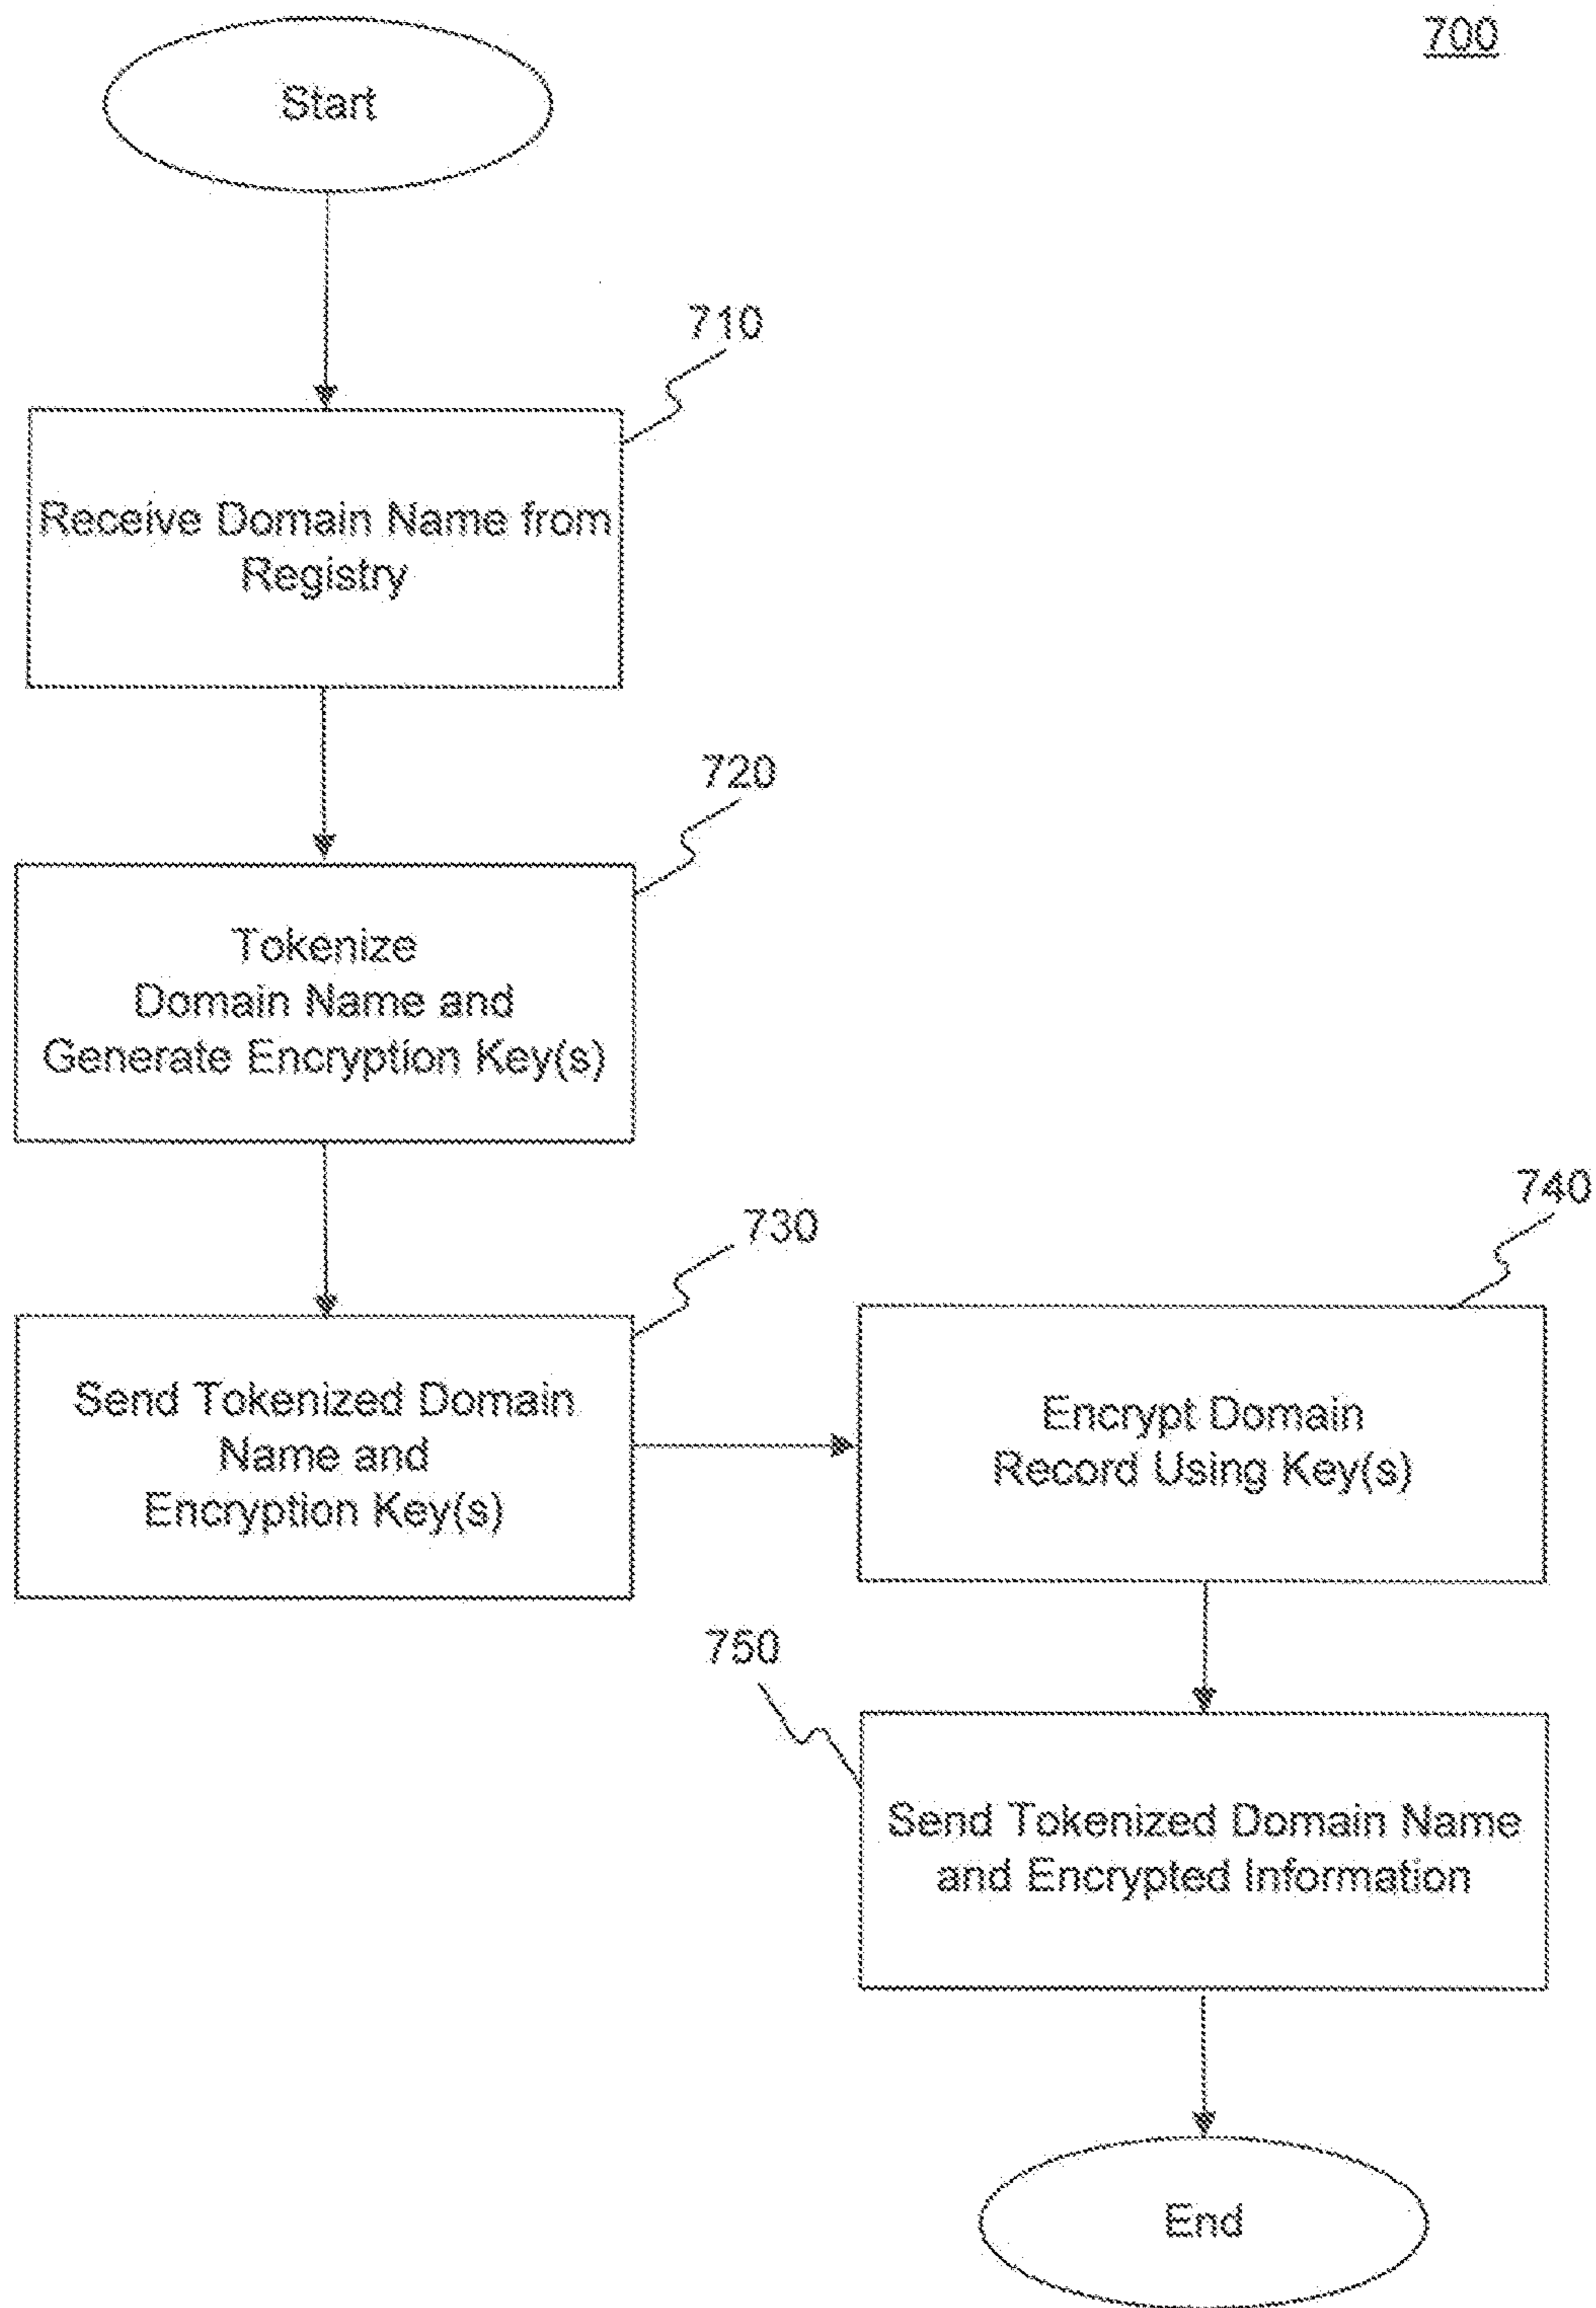 700
Start
710
Receive Domain Name from
Registry
720
Tokenize
Domain Name and
Generate Encryption Key(s)
730
Send Tokenized Domain
Name and
Encryption Key(s)
740
Encrypt Domain
Record Using Key(s)
750
Send Tokenized Domain Name
and Encrypted Information
End